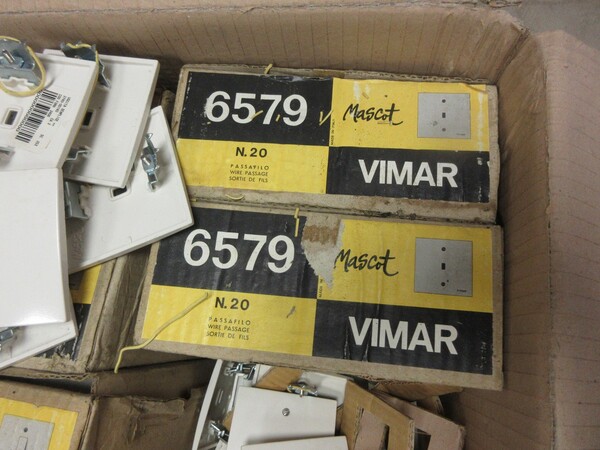 6579
Mascot
N.20
PASSAFILO
WIRE PASSAGE
SORTIE DE FILS
VIMAR
6579
Mascot
N.20
PASSAFILO
WIRE PASSAGE
SORTIE DE FILS
VIMAR